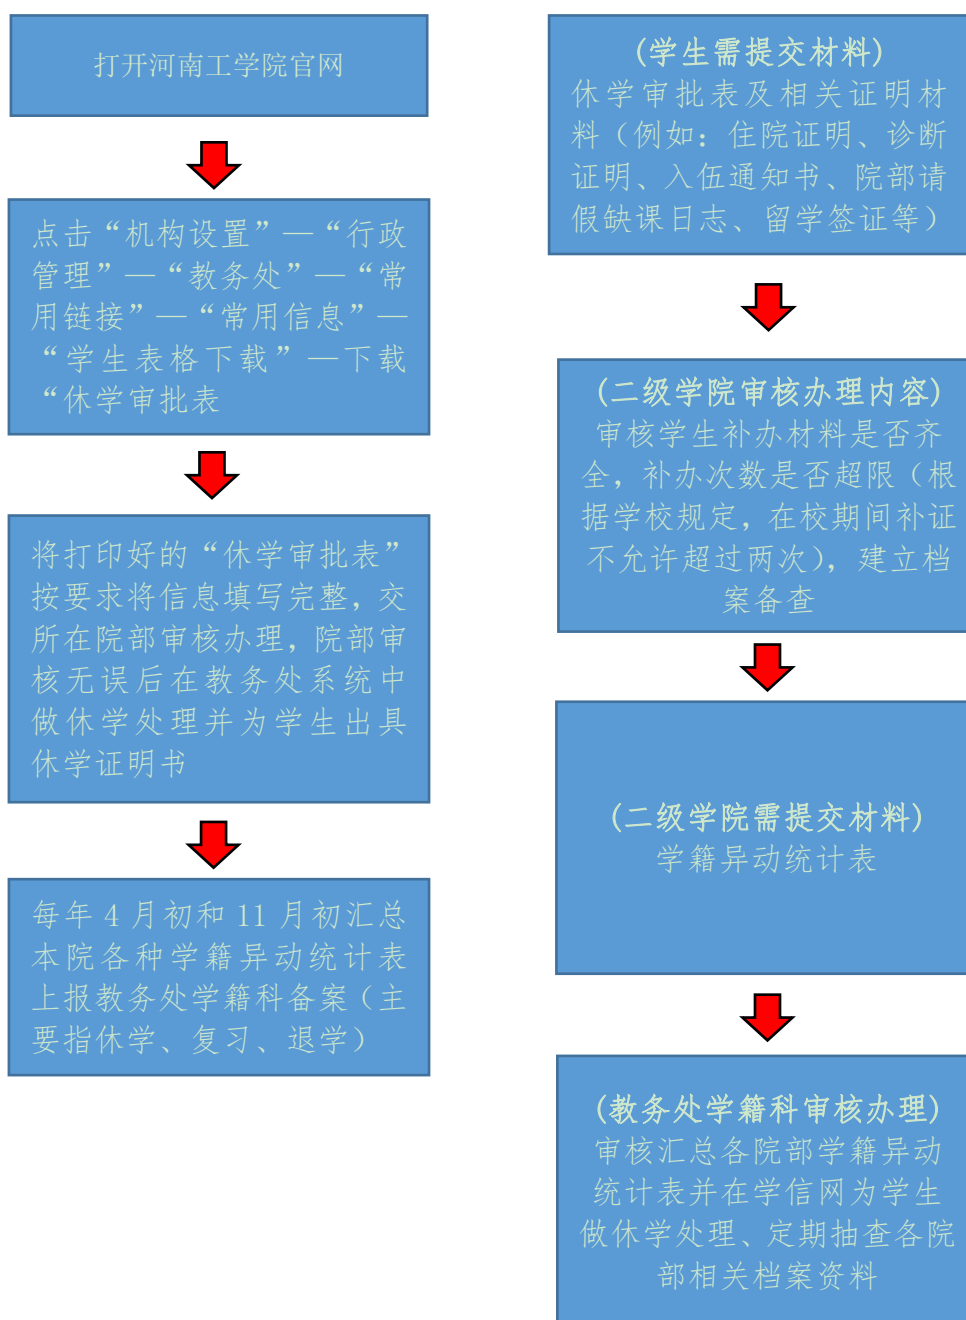 打开河南工学院官网
点击“机构设置”—“行政
管理”—“教务处”—“常
用链接”—“常用信息”—
“学生表格下载”—下载
“休学审批表
将打印好的“休学审批表”
按要求将信息填写完整，交
所在院部审核办理，院部审
核无误后在教务处系统中
做休学处理并为学生出具
休学证明书
每年 4 月初和 11 月初汇总
本院各种学籍异动统计表
上报教务处学籍科备案（主
要指休学、复习、退学）
(学生需提交材料)
休学审批表及相关证明材
料（例如：住院证明、诊断
证明、入伍通知书、院部请
假缺课日志、留学签证等）
(二级学院审核办理内容)
审核学生补办材料是否齐
全，补办次数是否超限（根
据学校规定，在校期间补证
不允许超过两次），建立档
案备查
(二级学院需提交材料)
学籍异动统计表
(教务处学籍科审核办理)
审核汇总各院部学籍异动
统计表并在学信网为学生
做休学处理、定期抽查各院
部相关档案资料